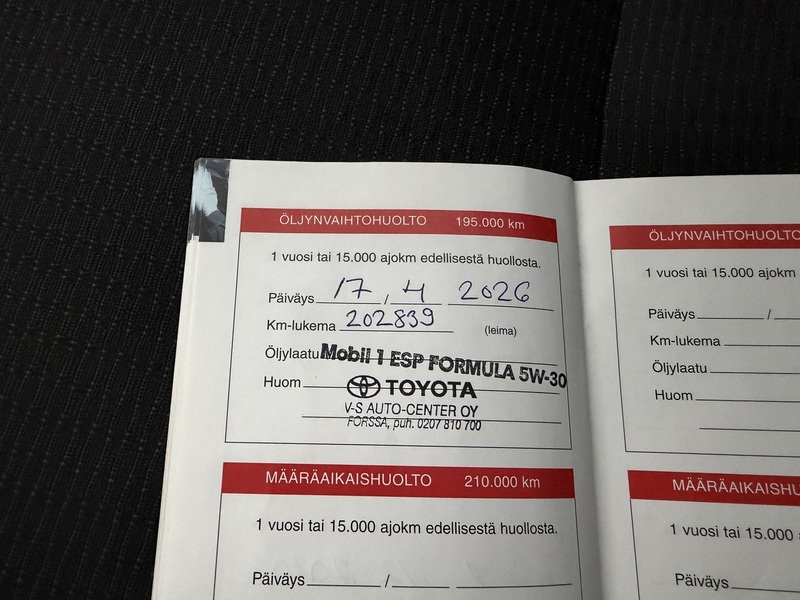 ÖLJYNVAIHTOHUOLTO 195.000 km
1 vuosi tai 15.000 ajokm edellisestä huollosta.
Päiväys 17 / 4 2026
Km-lukema 202839 (leima)
Öljylaatu Mobil 1 ESP FORMULA 5W-30
Huom TOYOTA
V-S AUTO-CENTER OY
FORSSA, puh. 0207 810 700
MÄÄRÄAIKAISHUOLTO 210.000 km
1 vuosi tai 15.000 ajokm edellisestä huollosta.
Päiväys /
ÖLJYNVAIHTOHUOLTO
1 vuosi tai 15.000 ajokm
Päiväys /
Km-lukema
Öljylaatu
Huom
MÄÄRÄAIKAISHU
1 vuosi tai 15.000
Päiväys